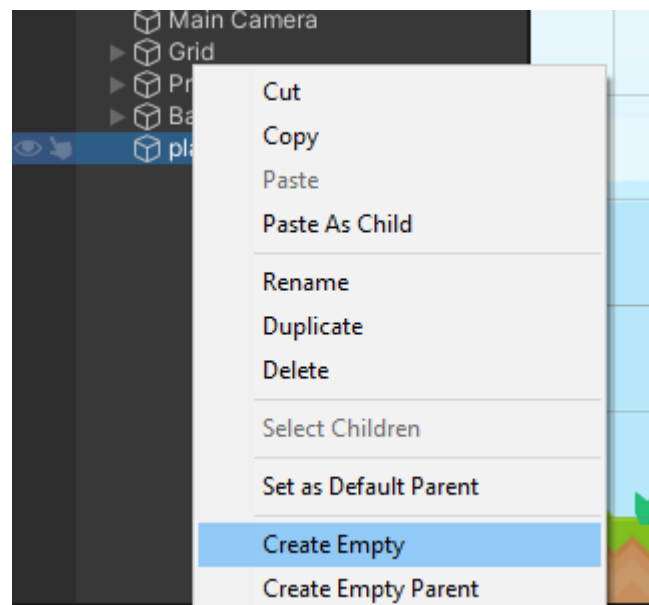 Main Camera
Grid
Pr
Ba
pla
Cut
Copy
Paste
Paste As Child
Rename
Duplicate
Delete
Select Children
Set as Default Parent
Create Empty
Create Empty Parent